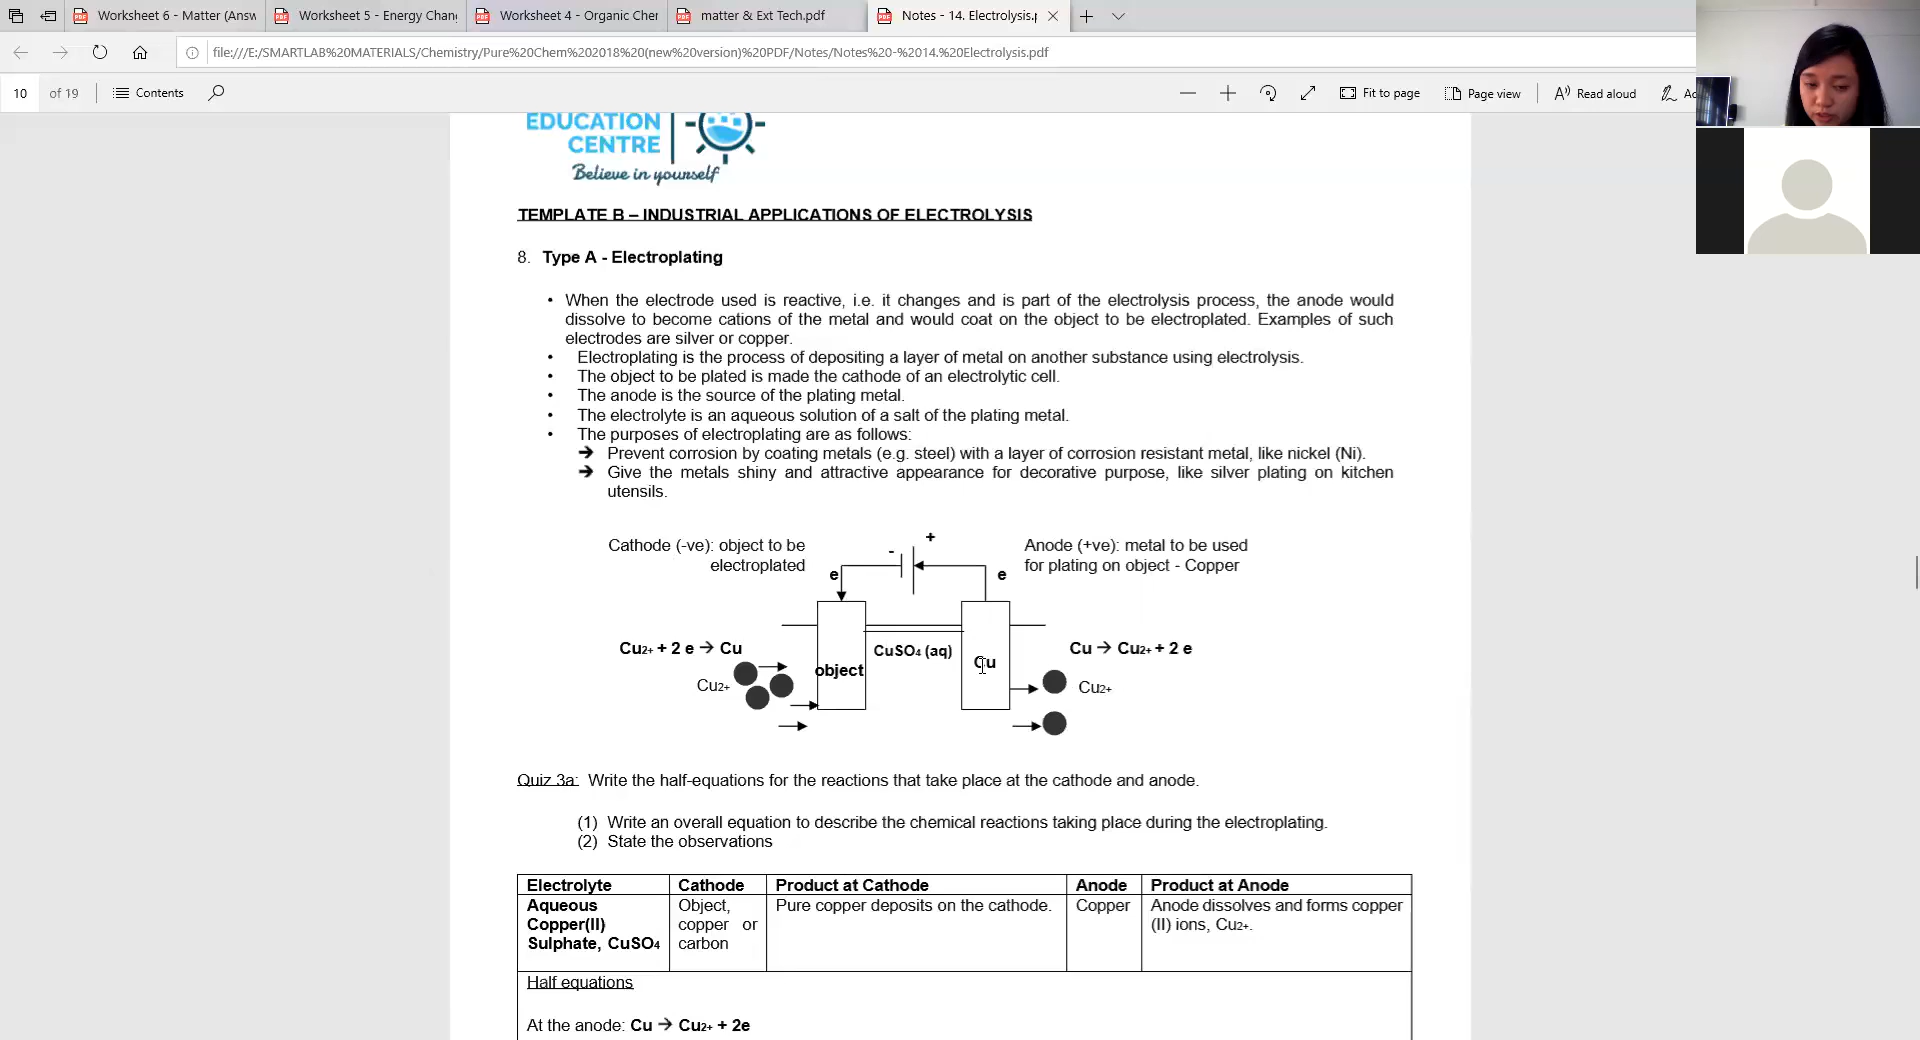 Worksheet 6 - Matter (Answ
Worksheet 5 - Energy Chang
Worksheet 4 - Organic Cher
matter & Ext Tech.pdf
Notes - 14. Electrolysis.p
file:///E:/SMARTLAB%20MATERIALS/Chemistry/Pure%20Chem%202018%20(new%20version)%20PDF/Notes/Notes%20-%2014.%20Electrolysis.pdf
10 of 19 Contents Fit to page Page view Read aloud
EDUCATION
CENTRE
Believe in yourself
TEMPLATE B – INDUSTRIAL APPLICATIONS OF ELECTROLYSIS
8. Type A - Electroplating
• When the electrode used is reactive, i.e. it changes and is part of the electrolysis process, the anode would
dissolve to become cations of the metal and would coat on the object to be electroplated. Examples of such
electrodes are silver or copper.
• Electroplating is the process of depositing a layer of metal on another substance using electrolysis.
• The object to be plated is made the cathode of an electrolytic cell.
• The anode is the source of the plating metal.
• The electrolyte is an aqueous solution of a salt of the plating metal.
• The purposes of electroplating are as follows:
➔ Prevent corrosion by coating metals (e.g. steel) with a layer of corrosion resistant metal, like nickel (Ni).
➔ Give the metals shiny and attractive appearance for decorative purpose, like silver plating on kitchen
utensils.
Cathode (-ve): object to be
electroplated
- +
e e
Anode (+ve): metal to be used
for plating on object - Copper
Cu2+ + 2 e → Cu
Cu2+
object
CuSO4 (aq)
Cu
Cu → Cu2+ + 2 e
Cu2+
Quiz 3a: Write the half-equations for the reactions that take place at the cathode and anode.
(1) Write an overall equation to describe the chemical reactions taking place during the electroplating.
(2) State the observations
Electrolyte Cathode Product at Cathode Anode Product at Anode
Aqueous Object, Pure copper deposits on the cathode. Copper Anode dissolves and forms copper
Copper(II) copper or (II) ions, Cu2+.
Sulphate, CuSO4 carbon
Half equations
At the anode: Cu → Cu2+ + 2e